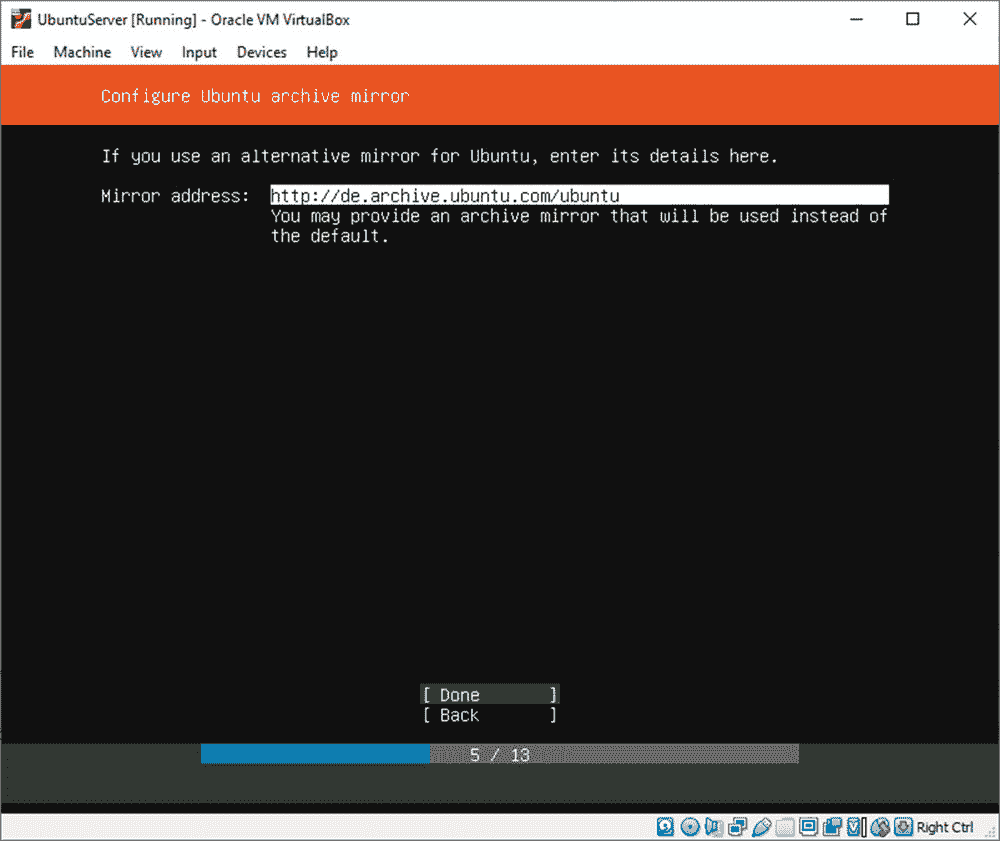 UbuntuServer [Running] - Oracle VM VirtualBox
File Machine View Input Devices Help
Configure Ubuntu archive mirror
If you use an alternative mirror for Ubuntu, enter its details here.
Mirror address: http://de.archive.ubuntu.com/ubuntu
You may provide an archive mirror that will be used instead of
the default.
[ Done ]
[ Back ]
5 / 13
Right Ctrl